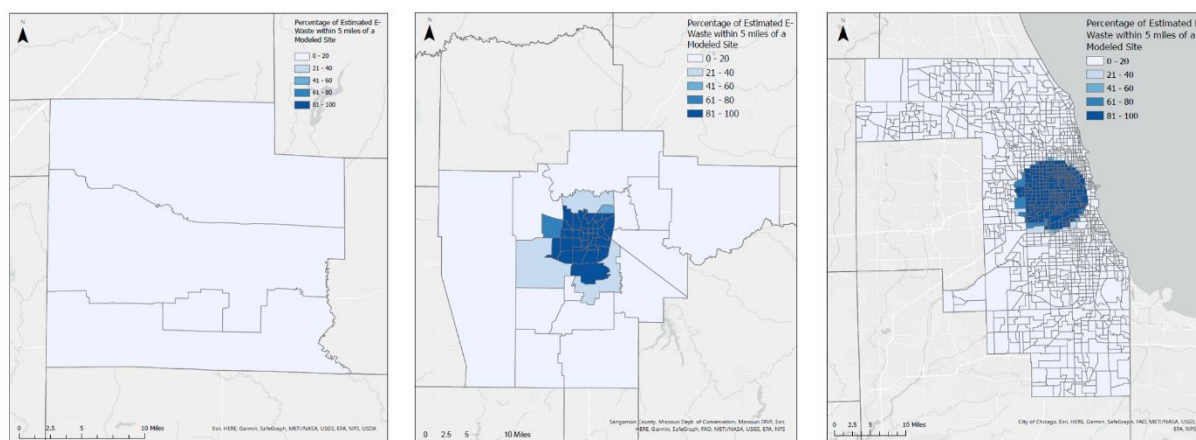 N
Percentage of Estimated E-
Waste within 5 miles of a
Modeled Site
0 - 20
21 - 40
41 - 60
61 - 80
81 - 100
0 2.5 5 10 Miles
Esri, HERE, Garmin, SafeGraph, METI/NASA, USGS, EPA, NPS, USDA
N
Percentage of Estimated E-
Waste within 5 miles of a
Modeled Site
0 - 20
21 - 40
41 - 60
61 - 80
81 - 100
0 2.5 5 10 Miles
Sangamon County, Missouri Dept. of Conservation, Missouri DNR, Esri,
HERE, Garmin, SafeGraph, FAO, METI/NASA, USGS, EPA, NPS
N
Percentage of Estimated E-
Waste within 5 miles of a
Modeled Site
0 - 20
21 - 40
41 - 60
61 - 80
81 - 100
0 2.5 5 10 Miles
City of Chicago, Esri, HERE, Garmin, SafeGraph, FAO, METI/NASA, USGS,
EPA, NPS